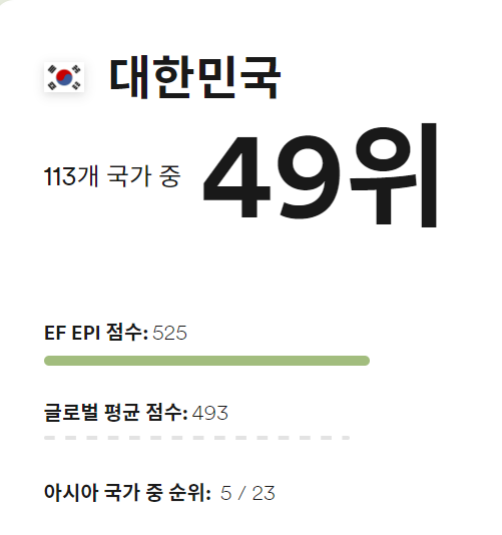 대한민국
113개 국가 중 49위
EF EPI 점수: 525
글로벌 평균 점수: 493
아시아 국가 중 순위: 5 / 23